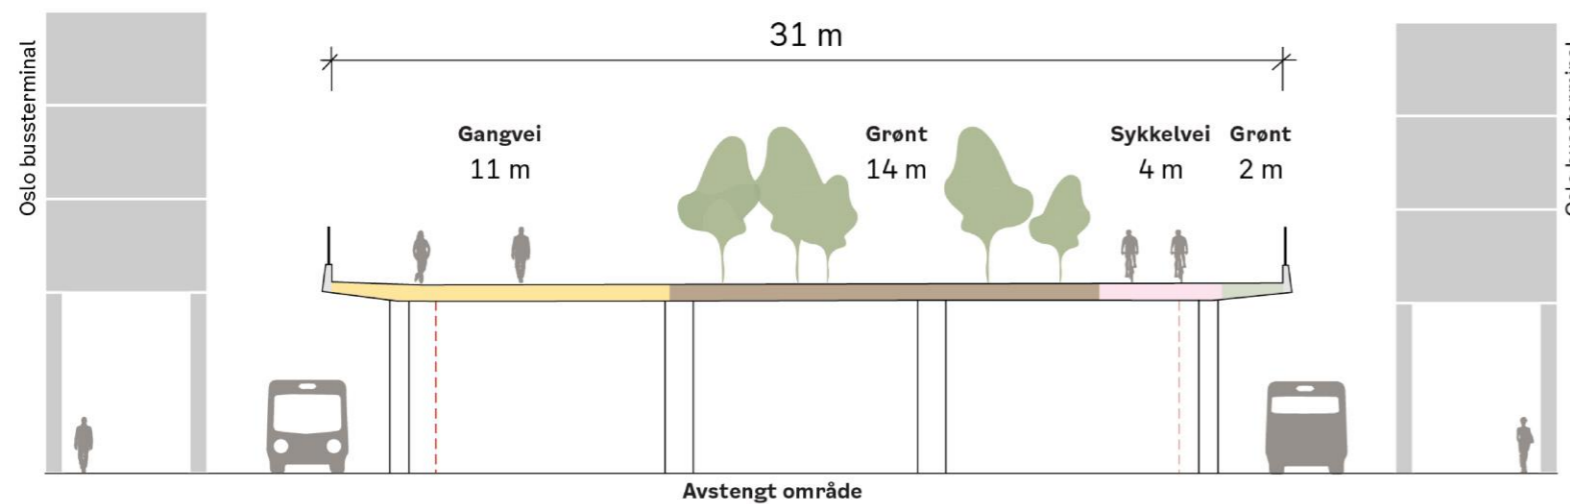 31 m
Oslo bussterminal
Gangvei
11 m
Grønt
14 m
Sykkelvei
4 m
Grønt
2 m
Avstengt område